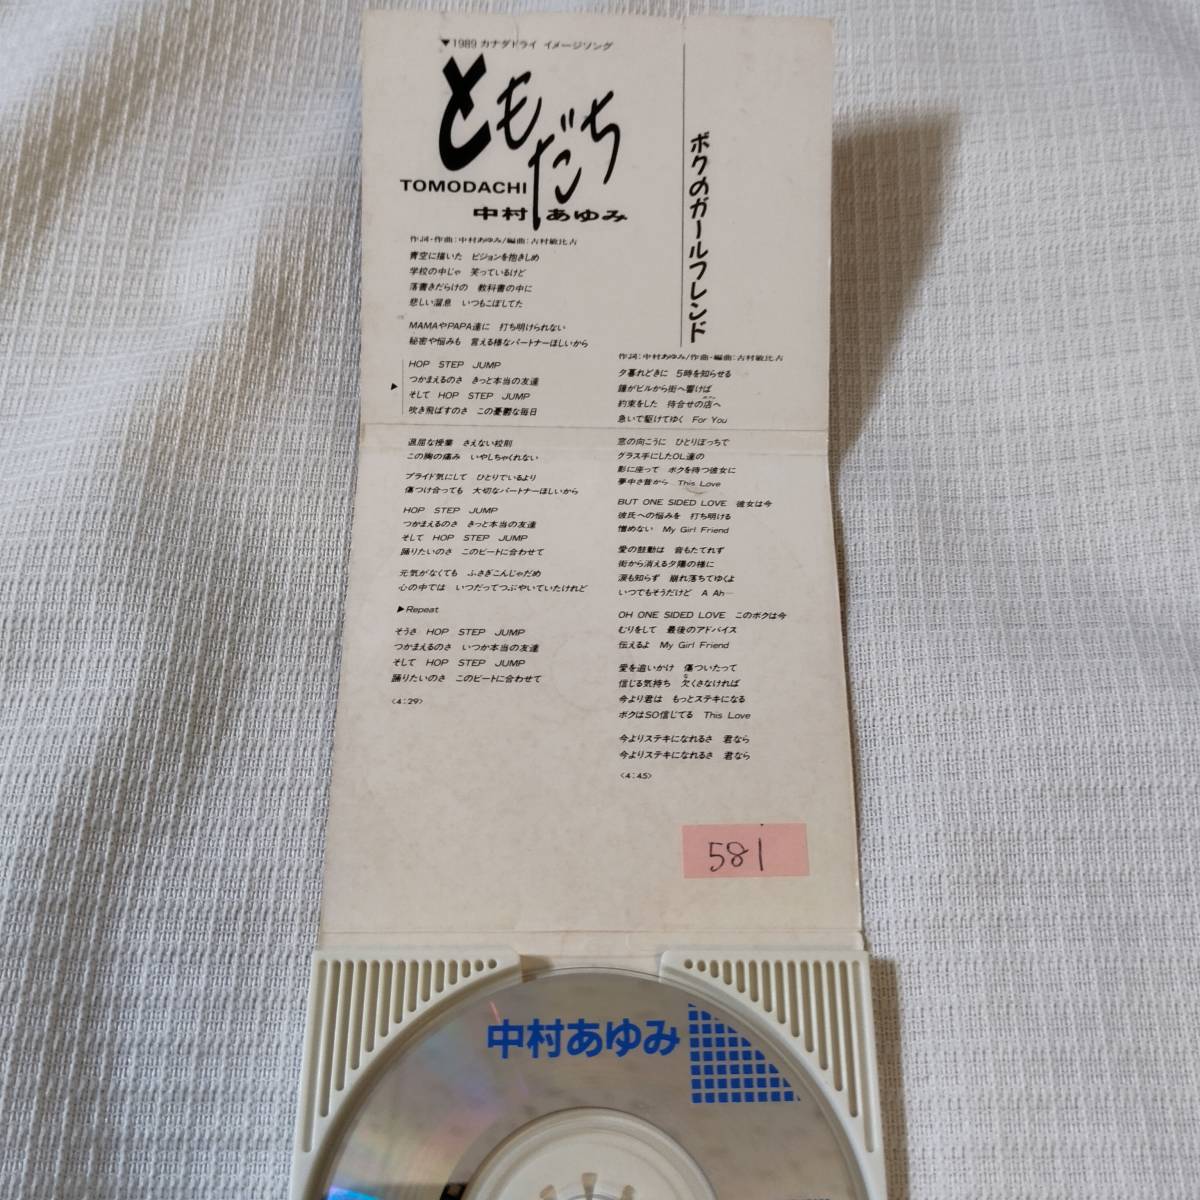 ▼1989 カナダドライ イメージソング
ともだち
TOMODACHI
中村あゆみ
作詞・作曲:中村あゆみ/編曲:古村敏比古
青空に描いた ビジョンを抱きしめ
学校の中じゃ 笑っているけど
落書きだらけの 教科書の中に
悲しい溜息 いつもこぼしてた
MAMAやPAPA達に 打ち明けられない
秘密や悩みも 言える様なパートナーほしいから
HOP STEP JUMP
つかまえるのさ きっと本当の友達
▶ そして HOP STEP JUMP
吹き飛ばすのさ この憂鬱な毎日
退屈な授業 さえない校則
この胸の痛み いやしちゃくれない
プライド気にして ひとりでいるより
傷つけ合っても 大切なパートナーほしいから
HOP STEP JUMP
つかまえるのさ きっと本当の友達
そして HOP STEP JUMP
踊りたいのさ このビートに合わせて
元気がなくても ふさぎこんじゃだめ
心の中では いつだってつぶやいていたけれど
▶Repeat
そうさ HOP STEP JUMP
つかまえるのさ いつか本当の友達
そして HOP STEP JUMP
踊りたいのさ このビートに合わせて
〈4:29〉
ボクのガールフレンド
作詞:中村あゆみ/作曲・編曲:古村敏比古
夕暮れどきに 5時を知らせる
鐘がビルから街へ響けば
約束をした 待合せの店へ
急いで駆けてゆく For You
窓の向こうに ひとりぼっちで
グラス手にしたOL達の
影に座って ボクを待つ彼女に
夢中さ昔から This Love
BUT ONE SIDED LOVE 彼女は今
彼氏への悩みを 打ち明ける
憎めない My Girl Friend
愛の鼓動は 音もたてれず
街から消える夕陽の様に
涙も知らず 崩れ落ちてゆくよ
いつでもそうだけど A Ah—
OH ONE SIDED LOVE このボクは今
むりをして 最後のアドバイス
伝えるよ My Girl Friend
愛を追いかけ 傷ついたって
信じる気持ち 欠くさなければ
今より君は もっとステキになる
ボクはSO信じてる This Love
今よりステキになれるさ 君なら
今よりステキになれるさ 君なら
〈4:45〉
581
中村あゆみ